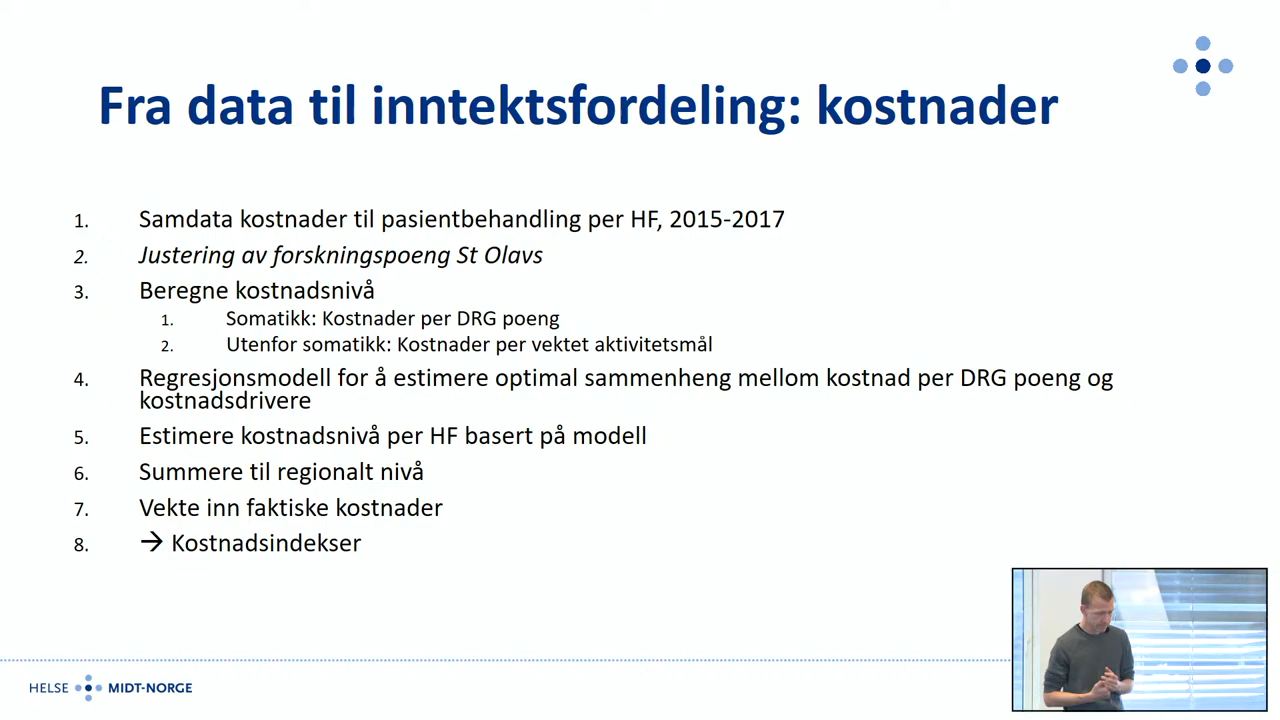 Fra data til inntektsfordeling: kostnader
1. Samdata kostnader til pasientbehandling per HF, 2015-2017
2. Justering av forskningspoeng St Olavs
3. Beregne kostnadsnivå
1. Somatikk: Kostnader per DRG poeng
2. Utenfor somatikk: Kostnader per vektet aktivitetsmål
4. Regresjonsmodell for å estimere optimal sammenheng mellom kostnad per DRG poeng og
kostnadsdrivere
5. Estimere kostnadsnivå per HF basert på modell
6. Summere til regionalt nivå
7. Vekte inn faktiske kostnader
8. → Kostnadsindekser
HELSE MIDT-NORGE